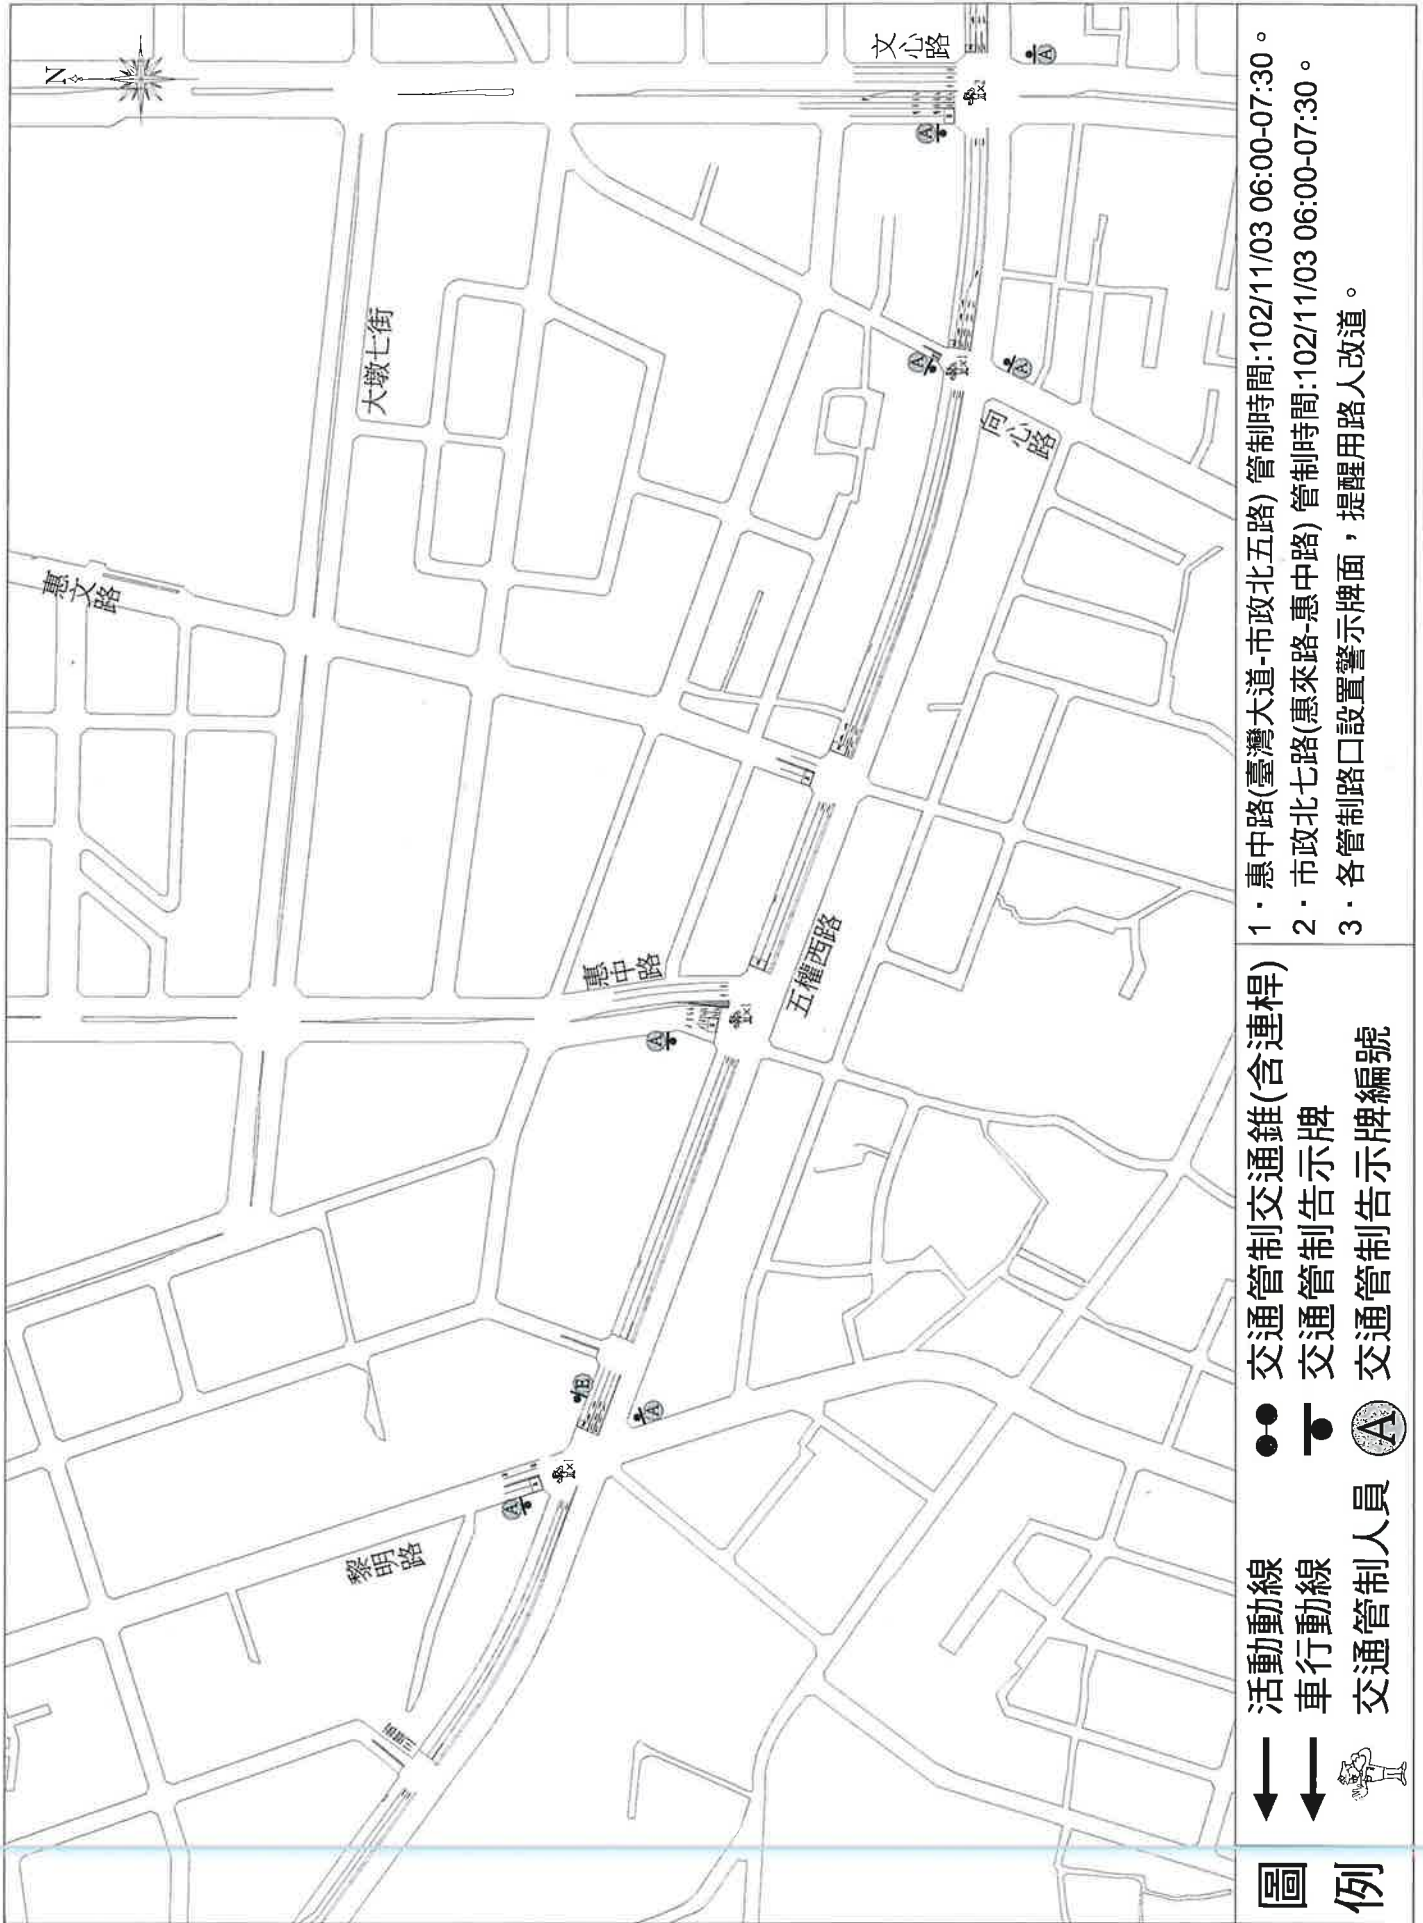 N
文心路
大墩七街
惠文路
向心路
惠中路
五權西路
黎明路
A
A
A
A
A
E
A
A
x2
x1
x1
x1
圖例
活動動線
車行動線
交通管制人員
交通管制交通錐(含連桿)
交通管制告示牌
A 交通管制告示牌編號
1．惠中路(臺灣大道-市政北五路) 管制時間:102/11/03 06:00-07:30。
2．市政北七路(惠來路-惠中路) 管制時間:102/11/03 06:00-07:30。
3．各管制路口設置警示牌面，提醒用路人改道。